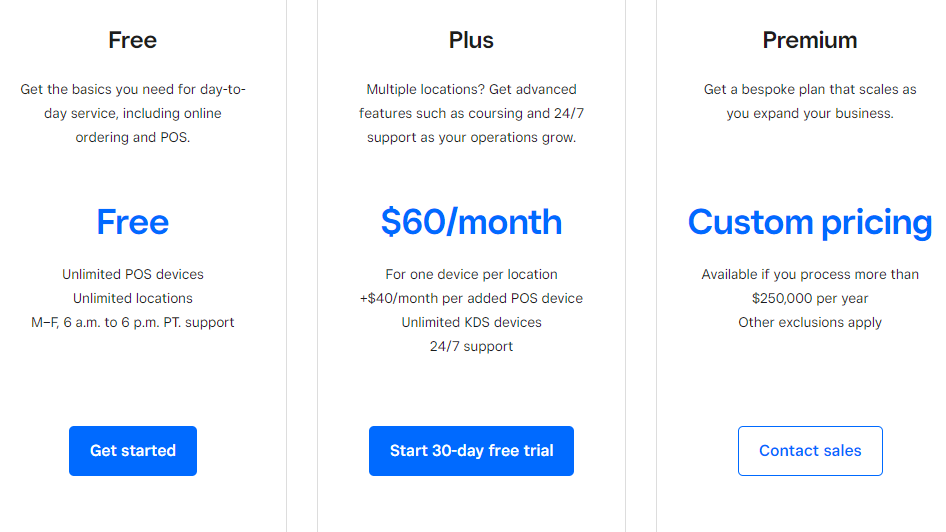 Free
Get the basics you need for day-to-
day service, including online
ordering and POS.
Free
Unlimited POS devices
Unlimited locations
M–F, 6 a.m. to 6 p.m. PT. support
Get started
Plus
Multiple locations? Get advanced
features such as coursing and 24/7
support as your operations grow.
$60/month
For one device per location
+$40/month per added POS device
Unlimited KDS devices
24/7 support
Start 30-day free trial
Premium
Get a bespoke plan that scales as
you expand your business.
Custom pricing
Available if you process more than
$250,000 per year
Other exclusions apply
Contact sales